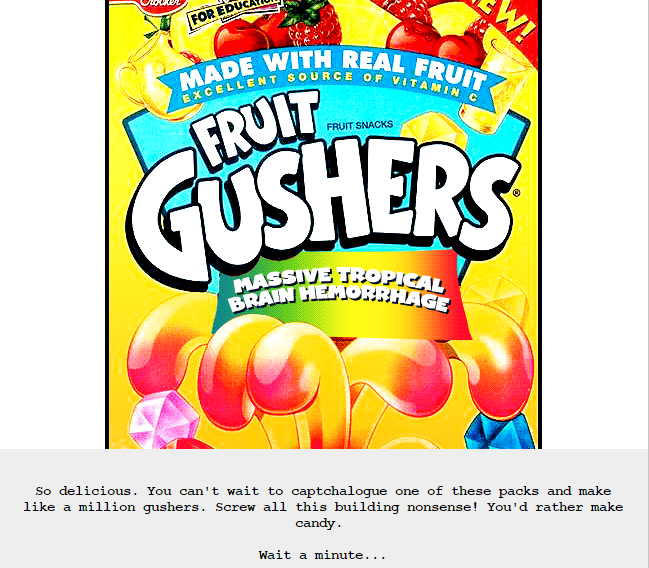 Crocker
FOR EDUCATION
NEW!
MADE WITH REAL FRUIT
EXCELLENT SOURCE OF VITAMIN C
FRUIT
FRUIT SNACKS
GUSHERS®
MASSIVE TROPICAL
BRAIN HEMORRHAGE
So delicious. You can't wait to captchalogue one of these packs and make
like a million gushers. Screw all this building nonsense! You'd rather make
candy.
Wait a minute...